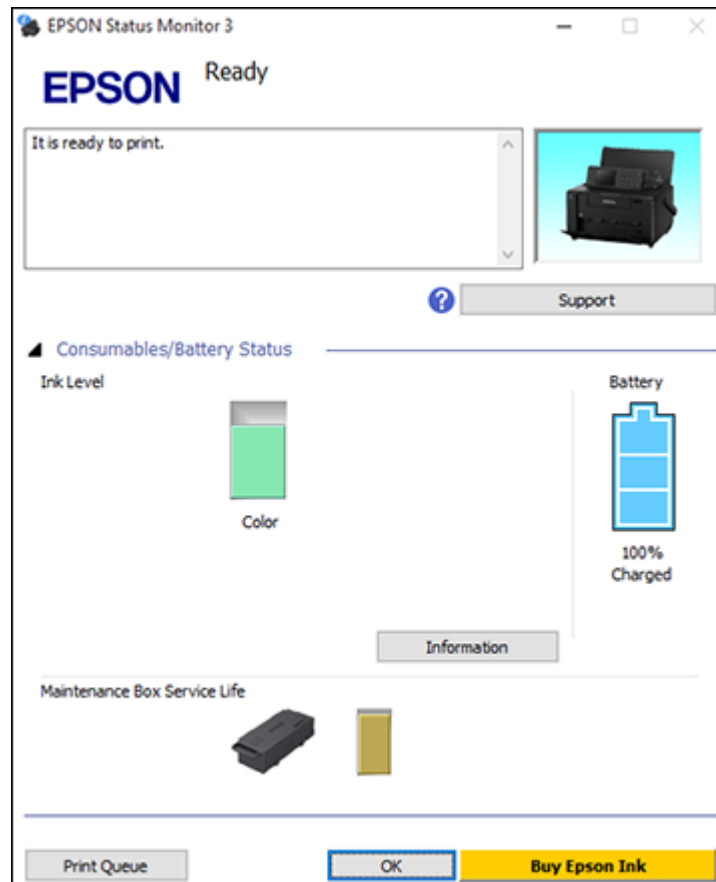 EPSON Status Monitor 3
EPSON
Ready
It is ready to print.
?
Support
Consumables/Battery Status
Ink Level
Battery
Color
100%
Charged
Information
Maintenance Box Service Life
Print Queue
OK
Buy Epson Ink